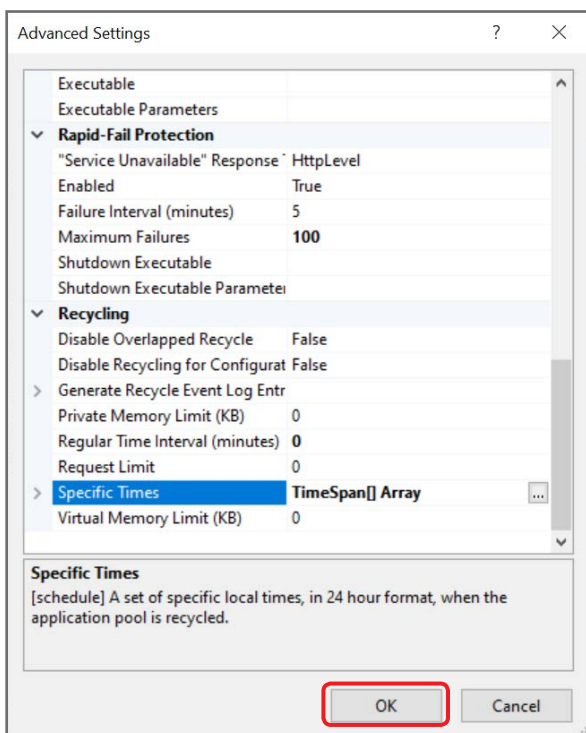 Advanced Settings ?
Executable
Executable Parameters
Rapid-Fail Protection
"Service Unavailable" Response HttpLevel
Enabled True
Failure Interval (minutes) 5
Maximum Failures 100
Shutdown Executable
Shutdown Executable Parameter
Recycling
Disable Overlapped Recycle False
Disable Recycling for Configurat False
Generate Recycle Event Log Entr
Private Memory Limit (KB) 0
Regular Time Interval (minutes) 0
Request Limit 0
Specific Times TimeSpan[] Array ...
Virtual Memory Limit (KB) 0
Specific Times
[schedule] A set of specific local times, in 24 hour format, when the
application pool is recycled.
OK Cancel